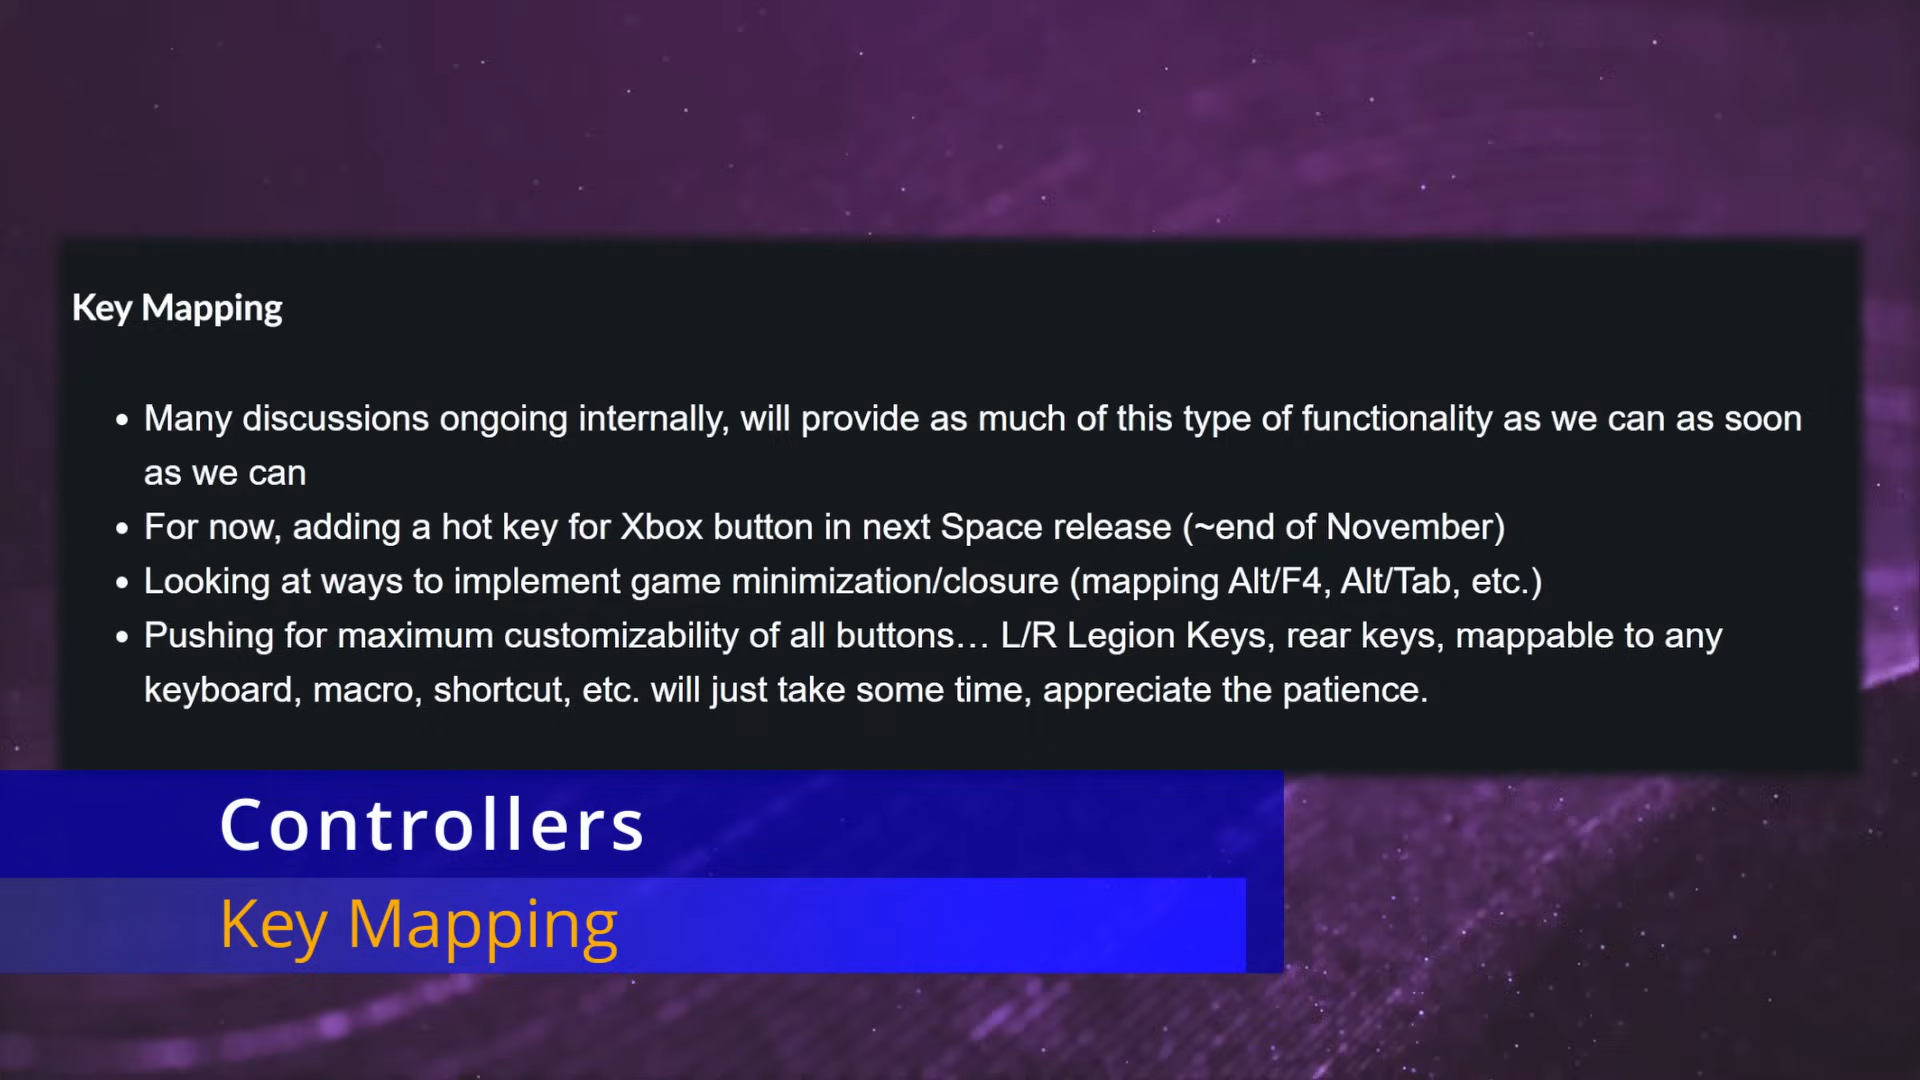 Key Mapping
• Many discussions ongoing internally, will provide as much of this type of functionality as we can as soon
as we can
• For now, adding a hot key for Xbox button in next Space release (~end of November)
• Looking at ways to implement game minimization/closure (mapping Alt/F4, Alt/Tab, etc.)
• Pushing for maximum customizability of all buttons… L/R Legion Keys, rear keys, mappable to any
keyboard, macro, shortcut, etc. will just take some time, appreciate the patience.
Controllers
Key Mapping